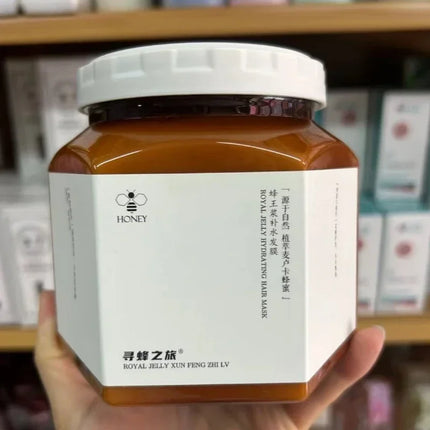 HONEY
「源于自然 植萃麦卢卡蜂蜜」
蜂王浆补水发膜
ROYAL JELLY HYDRATING HAIR MASK
寻蜂之旅®
ROYAL JELLY XUN FENG ZHI LV